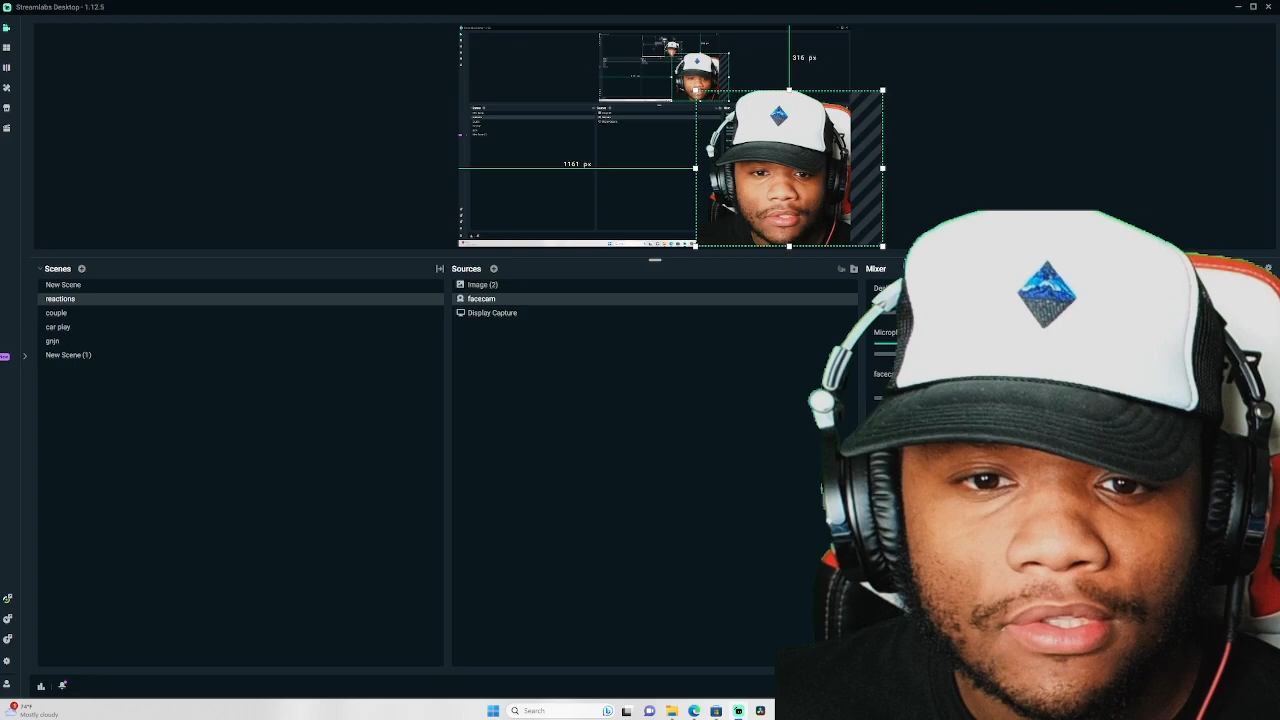 Streamlabs Desktop - 1.12.5
316 px
1161 px
Scenes
New Scene
reactions
couple
car play
gnjn
New Scene (1)
Sources
Image (2)
facecam
Display Capture
Mixer
74°F
Mostly cloudy
Search